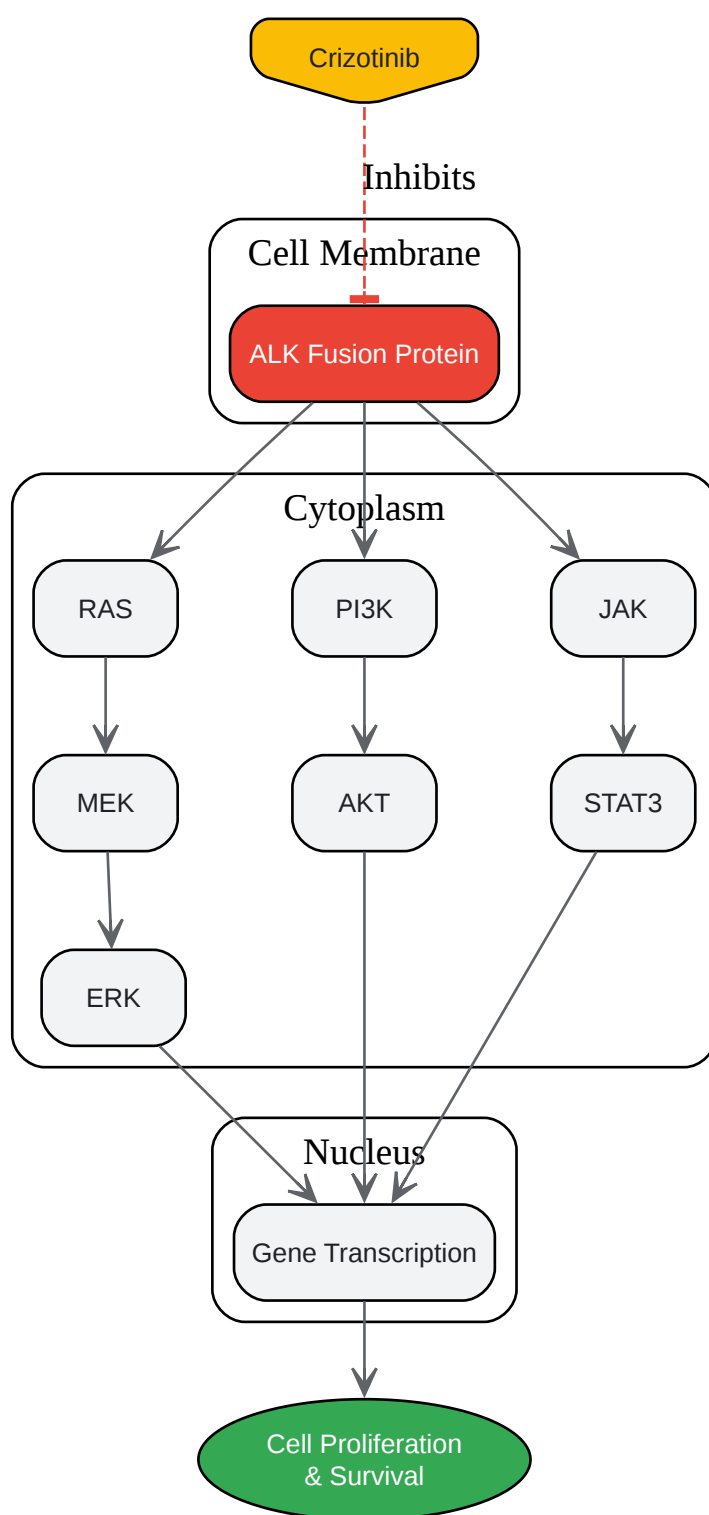 Crizotinib
Inhibits
Cell Membrane
ALK Fusion Protein
Cytoplasm
RAS
PI3K
JAK
MEK
AKT
STAT3
ERK
Nucleus
Gene Transcription
Cell Proliferation
& Survival